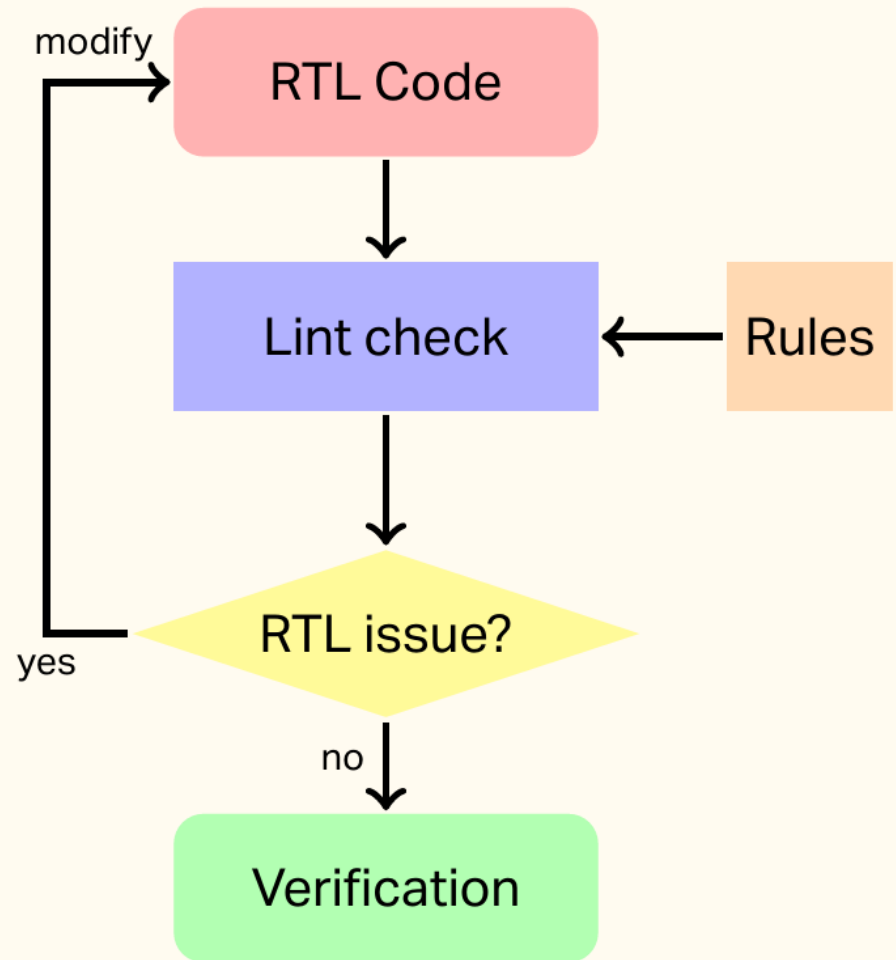 modify
RTL Code
Lint check
Rules
RTL issue?
yes
no
Verification